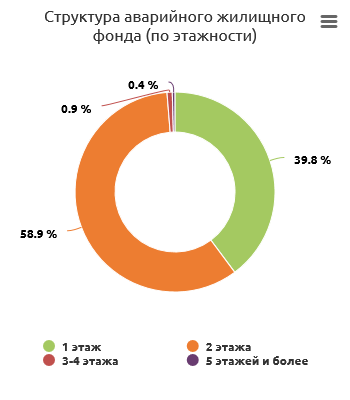 Структура аварийного жилищного
фонда (по этажности)
0.4 %
0.9 %
39.8 %
58.9 %
1 этаж
2 этажа
3-4 этажа
5 этажей и более